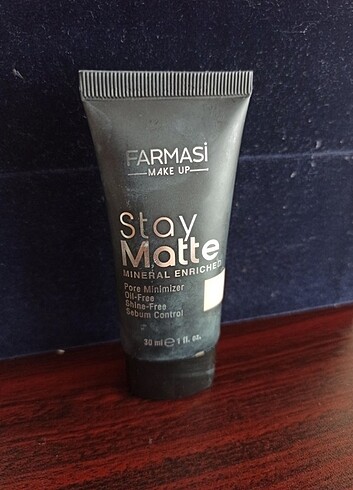 FARMASi
MAKE UP
Stay
Matte
MINERAL ENRICHED
Pore Minimizer
Oil-Free
Shine-Free
Sebum Control
30 ml ℮ 1 fl. oz.